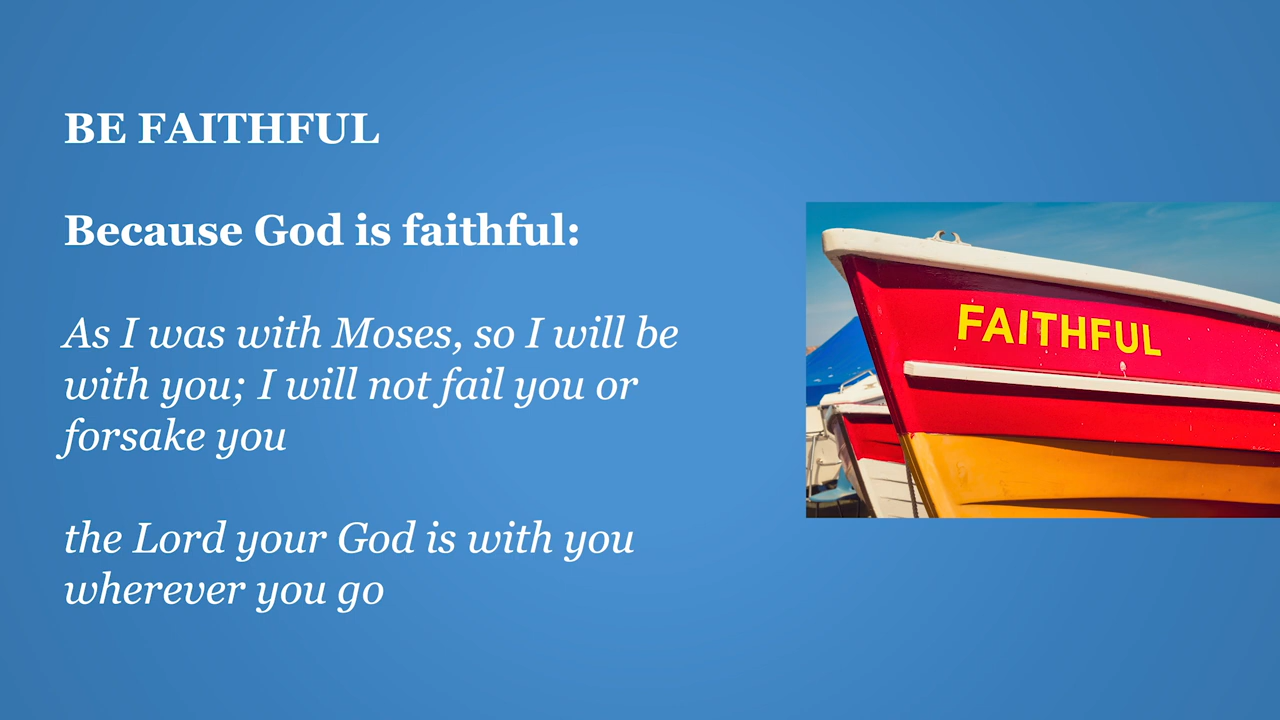 BE FAITHFUL
Because God is faithful:
As I was with Moses, so I will be
with you; I will not fail you or
forsake you
the Lord your God is with you
wherever you go
FAITHFUL